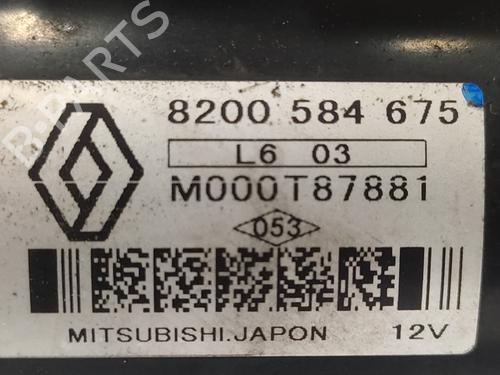 8200 584 675
L6 03
M000T87881
053
MITSUBISHI.JAPON 12V
B-PARTS